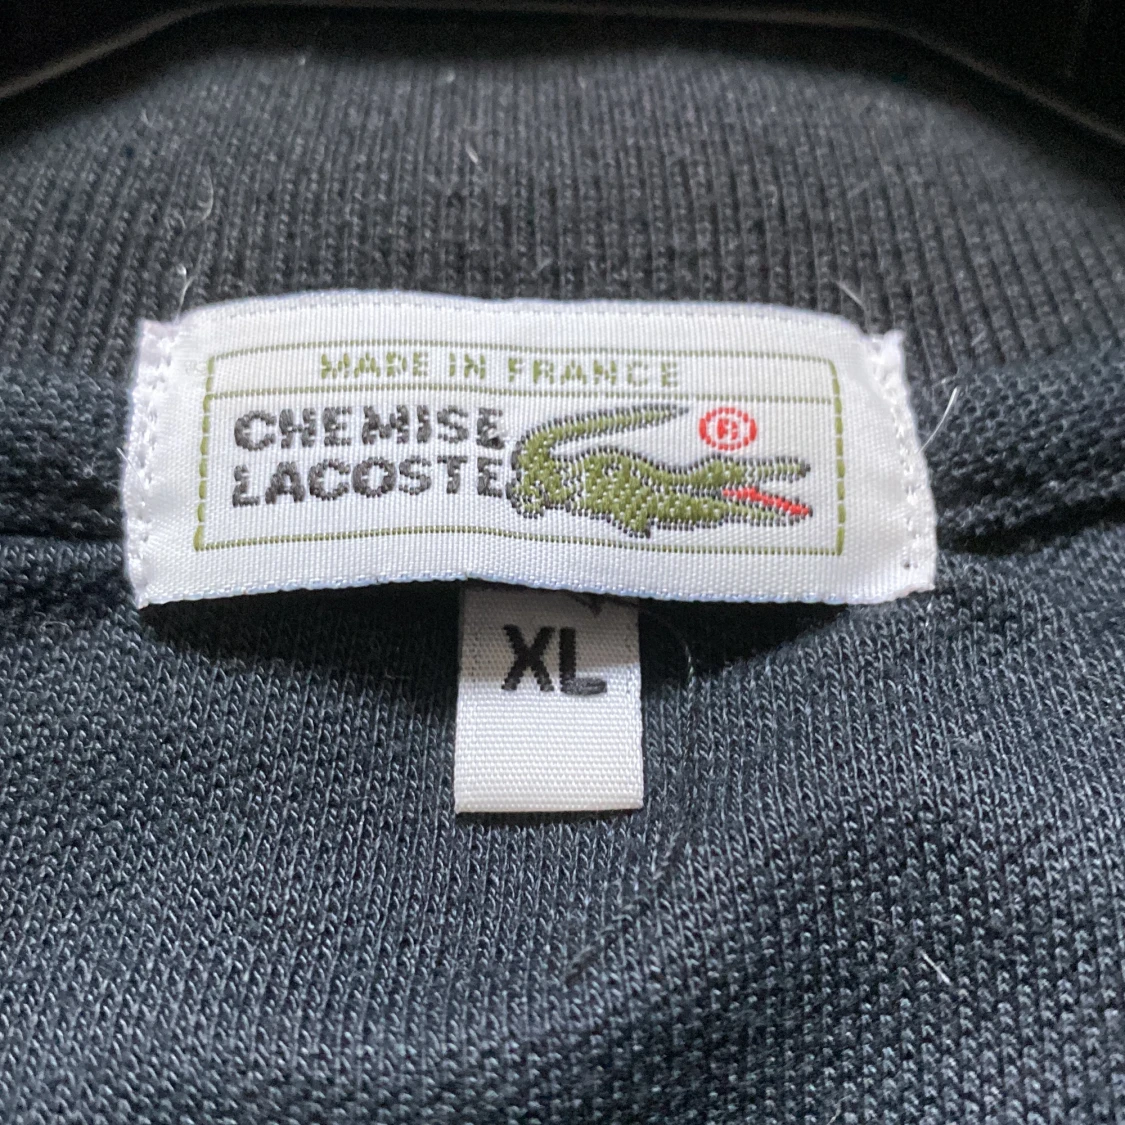 MADE IN FRANCE
CHEMISE
LACOSTE
®
XL